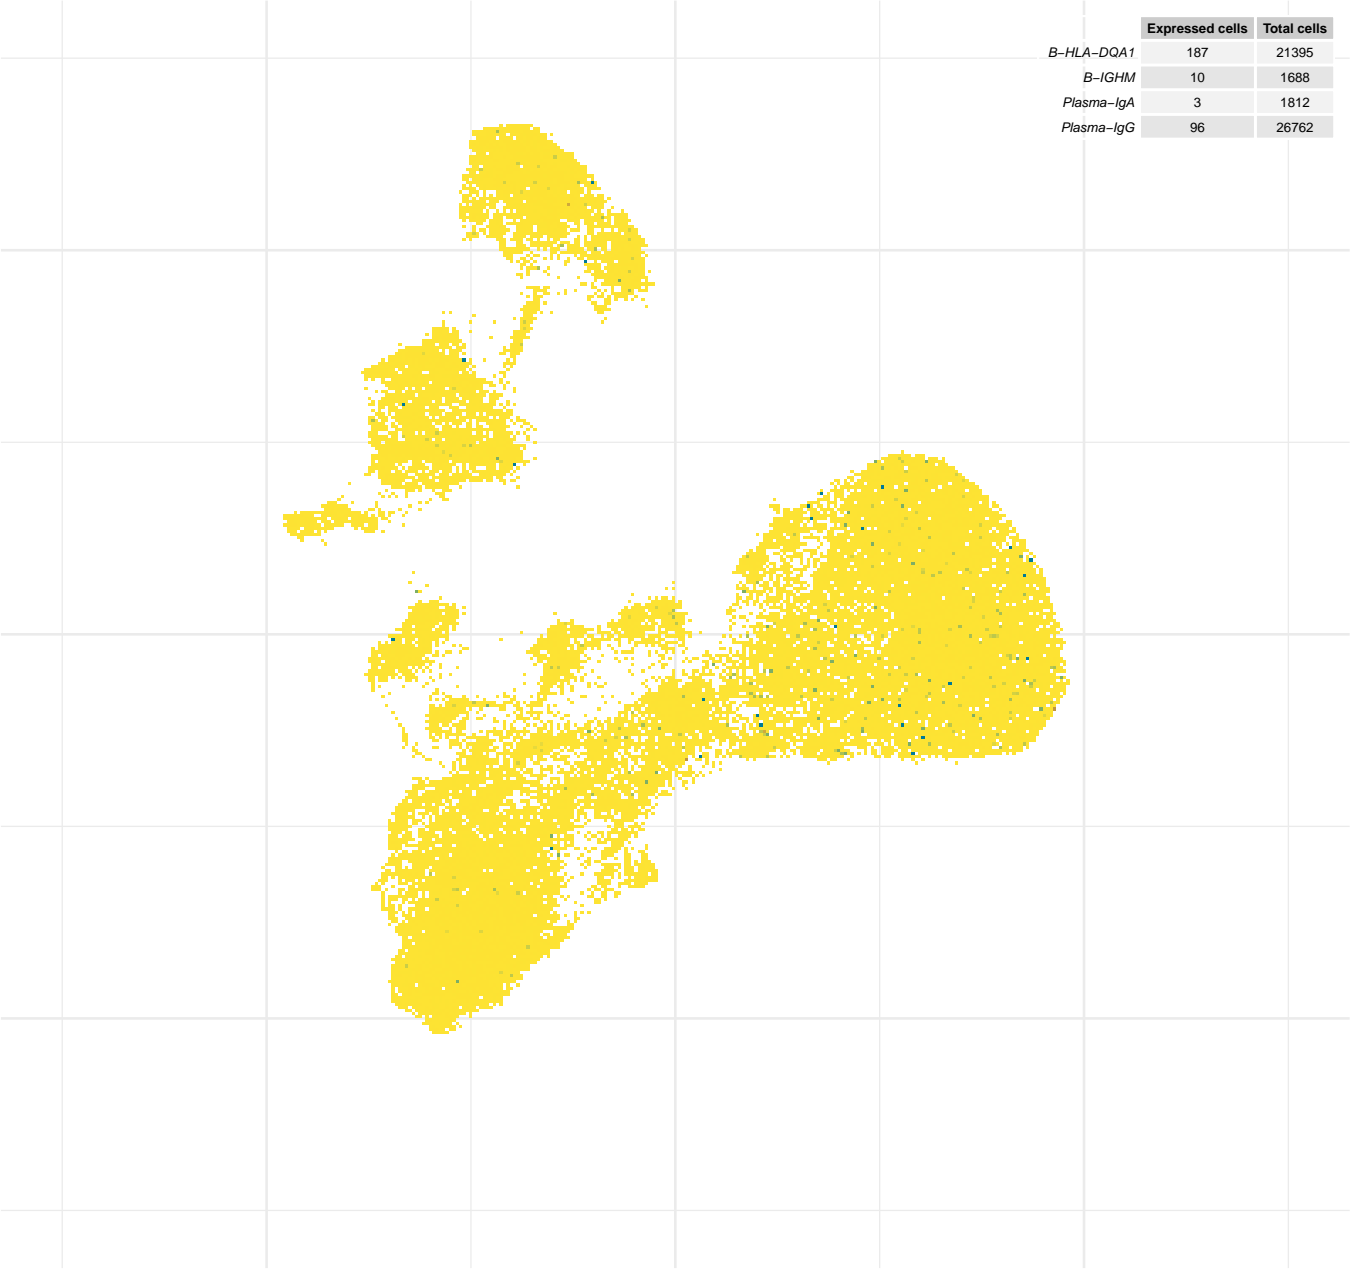 Expressed cells Total cells
B−HLA−DQA1 187 21395
B−IGHM 10 1688
Plasma−IgA 3 1812
Plasma−IgG 96 26762